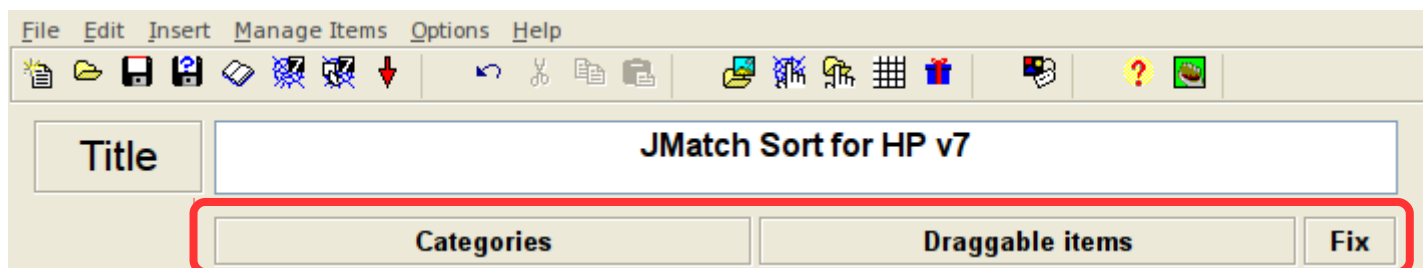 File Edit Insert Manage Items Options Help
Title
JMatch Sort for HP v7
Categories Draggable items Fix